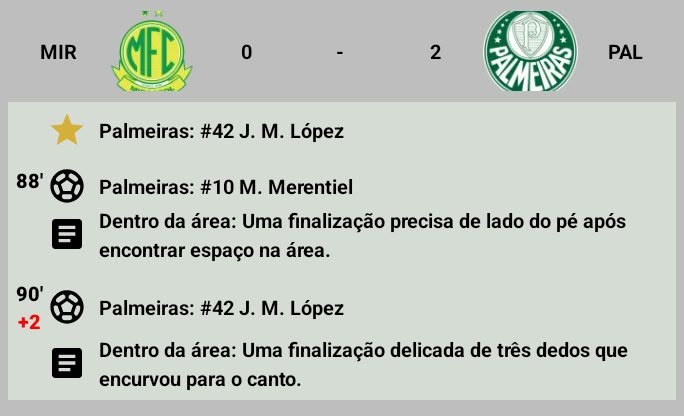 MIR MFC 0 - 2 PALMEIRAS PAL
Palmeiras: #42 J. M. López
88' Palmeiras: #10 M. Merentiel
Dentro da área: Uma finalização precisa de lado do pé após
encontrar espaço na área.
90'
+2 Palmeiras: #42 J. M. López
Dentro da área: Uma finalização delicada de três dedos que
encurvou para o canto.